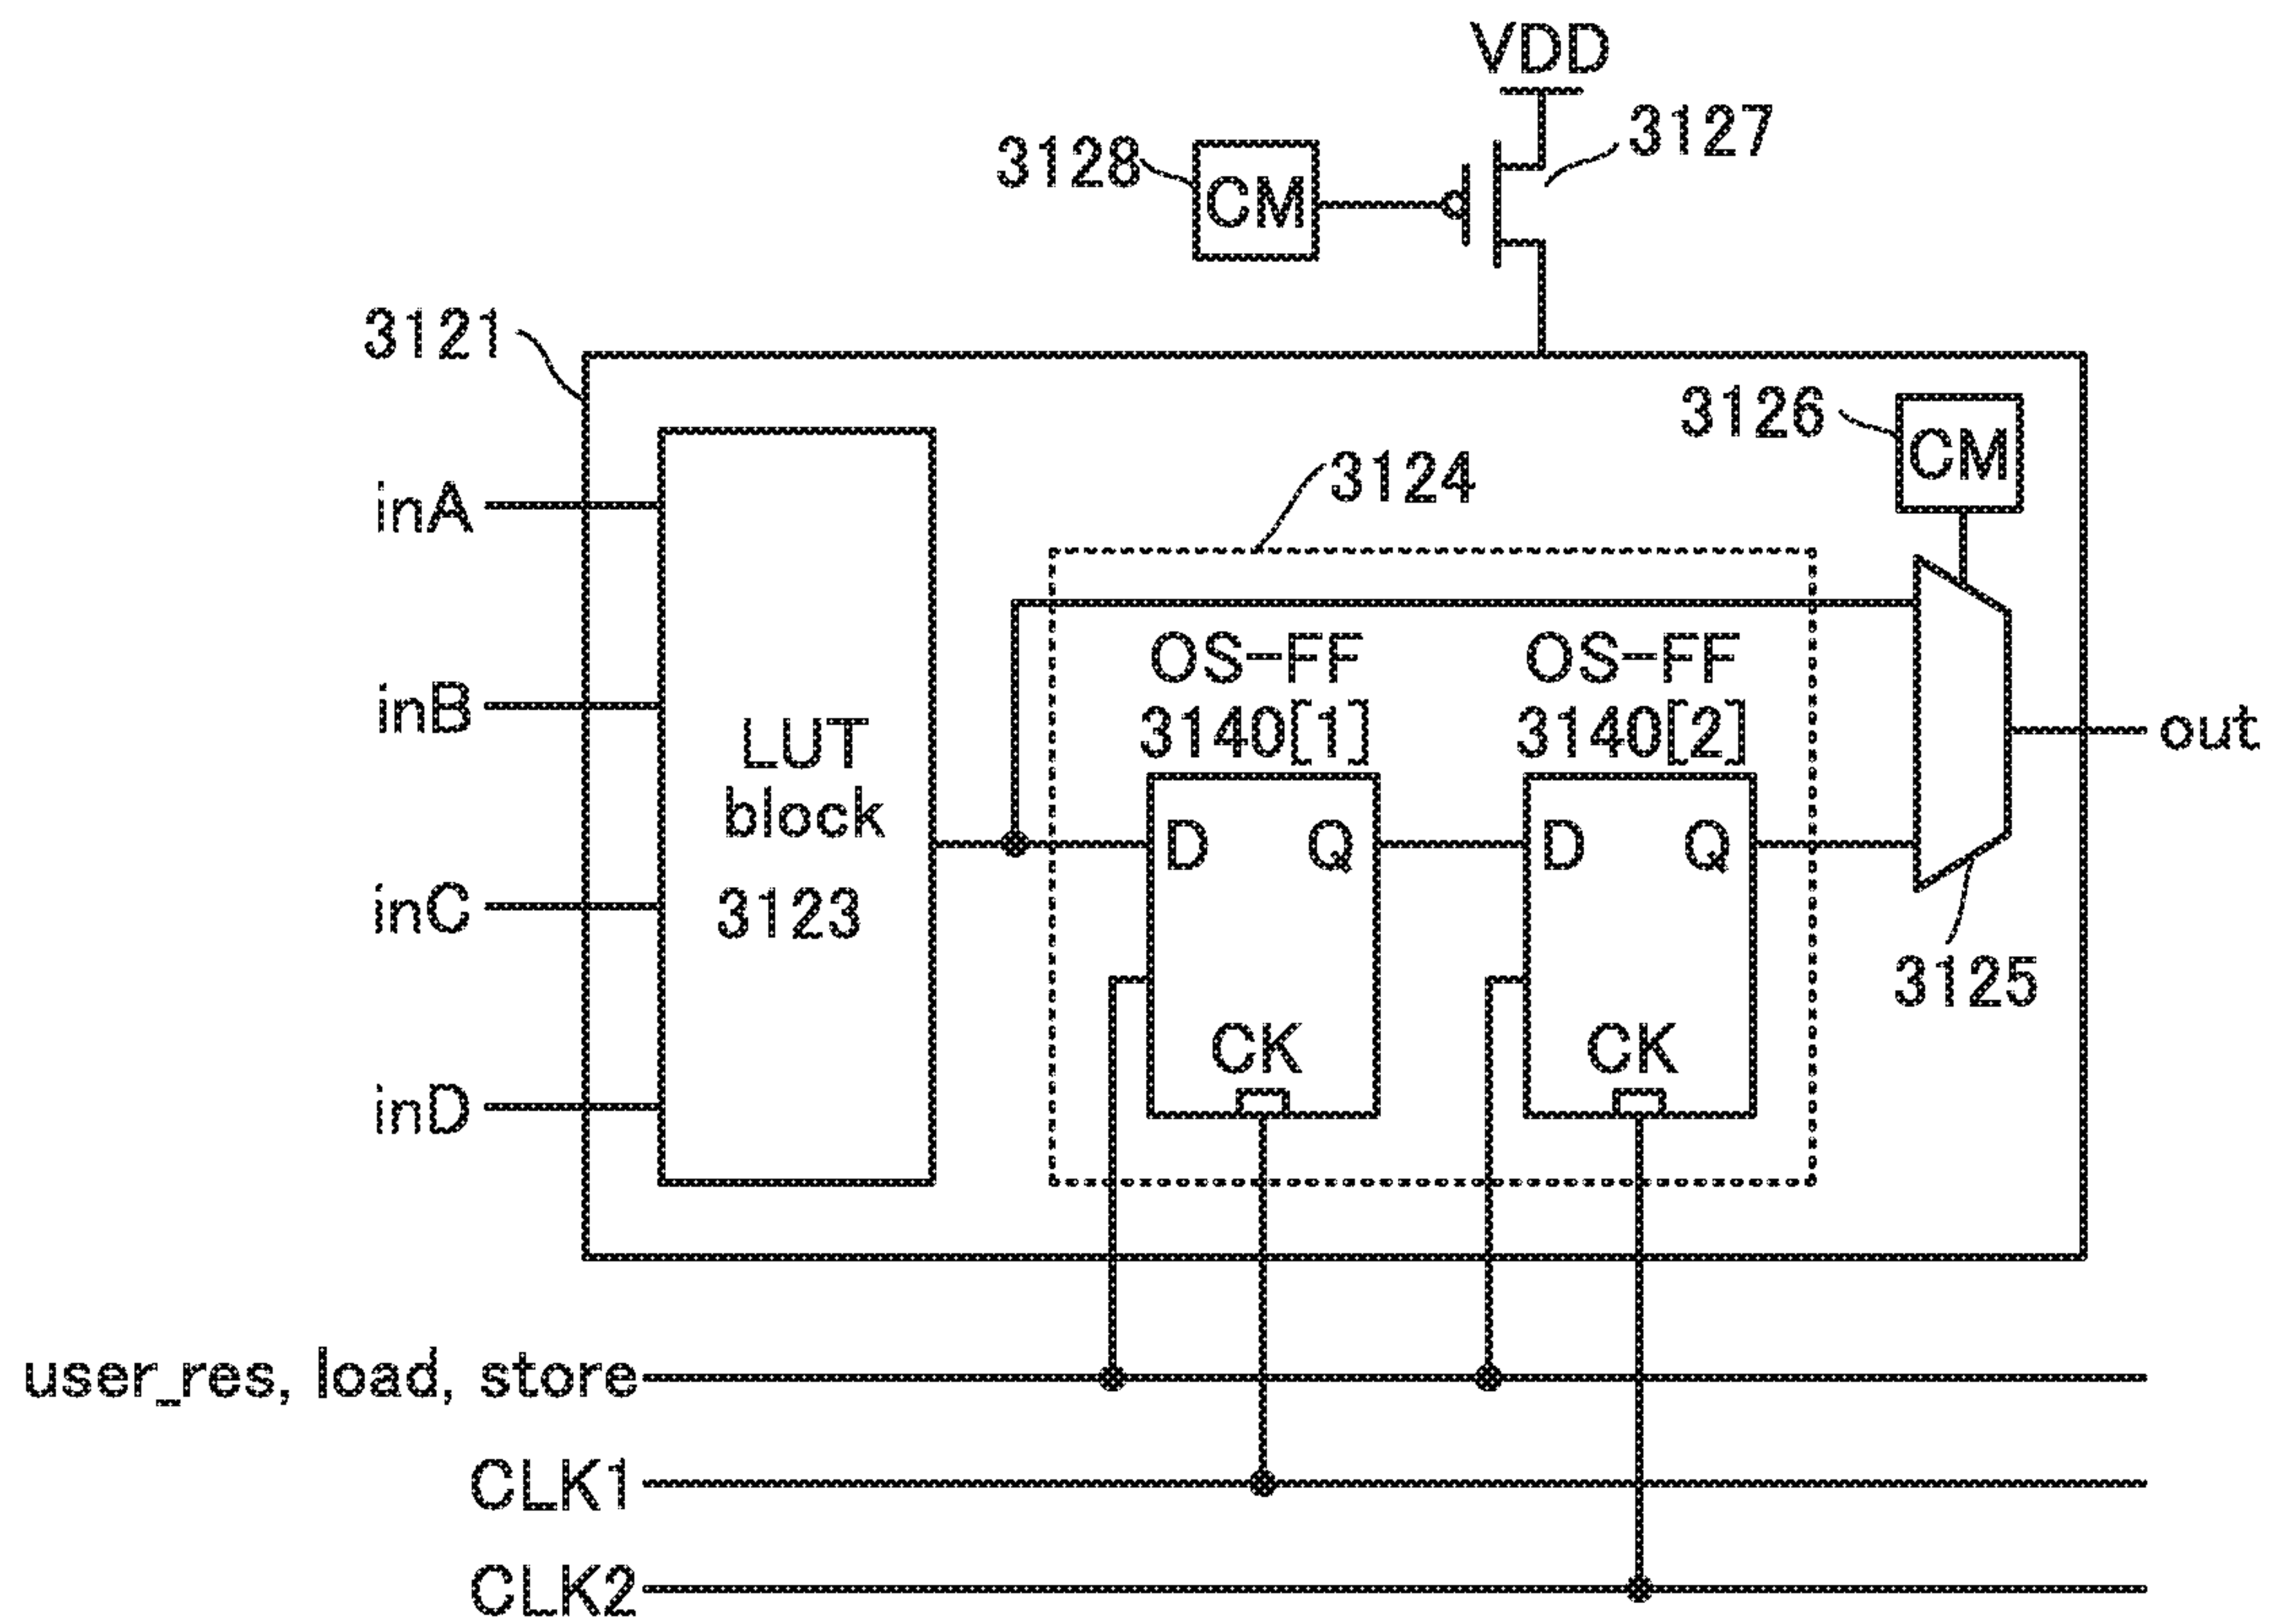 VDD
3127
3128
CM
3121
3126
CM
3124
inA
OS-FF
3140[1]
OS-FF
3140[2]
inB
LUT
block
3123
out
D
Q
D
Q
inC
3125
CK
CK
inD
user_res, load, store
CLK1
CLK2